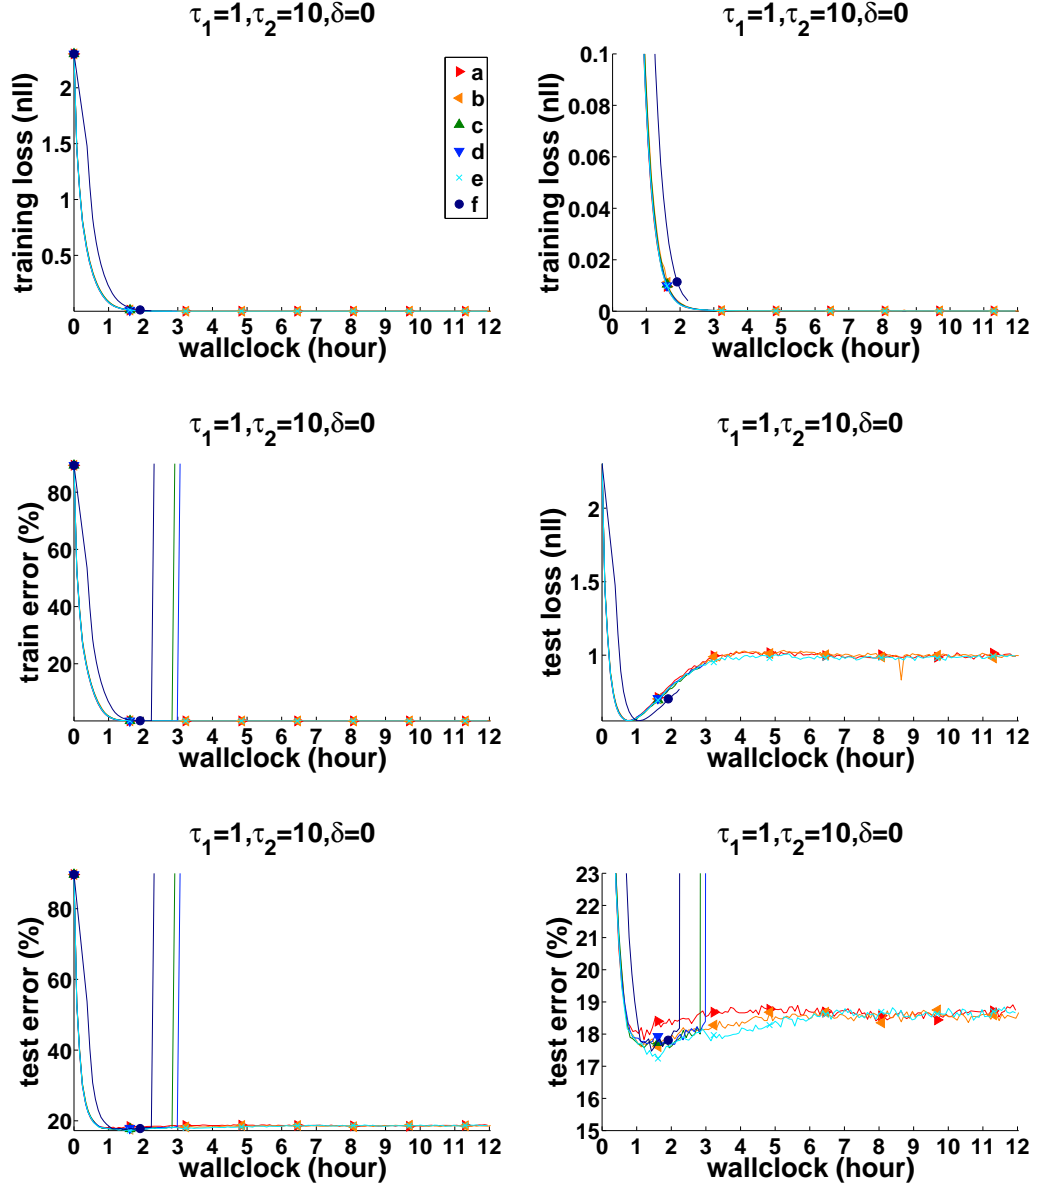 τ1=1,τ2=10,δ=0
training loss (nll)
2
1.5
1
0.5
0 1 2 3 4 5 6 7 8 9 10 11 12
wallclock (hour)
a
b
c
d
e
f
τ1=1,τ2=10,δ=0
training loss (nll)
0.1
0.08
0.06
0.04
0.02
0
0 1 2 3 4 5 6 7 8 9 10 11 12
wallclock (hour)
τ1=1,τ2=10,δ=0
train error (%)
80
60
40
20
0 1 2 3 4 5 6 7 8 9 10 11 12
wallclock (hour)
τ1=1,τ2=10,δ=0
test loss (nll)
2
1.5
1
0 1 2 3 4 5 6 7 8 9 10 11 12
wallclock (hour)
τ1=1,τ2=10,δ=0
test error (%)
80
60
40
20
0 1 2 3 4 5 6 7 8 9 10 11 12
wallclock (hour)
τ1=1,τ2=10,δ=0
test error (%)
23
22
21
20
19
18
17
16
15
0 1 2 3 4 5 6 7 8 9 10 11 12
wallclock (hour)